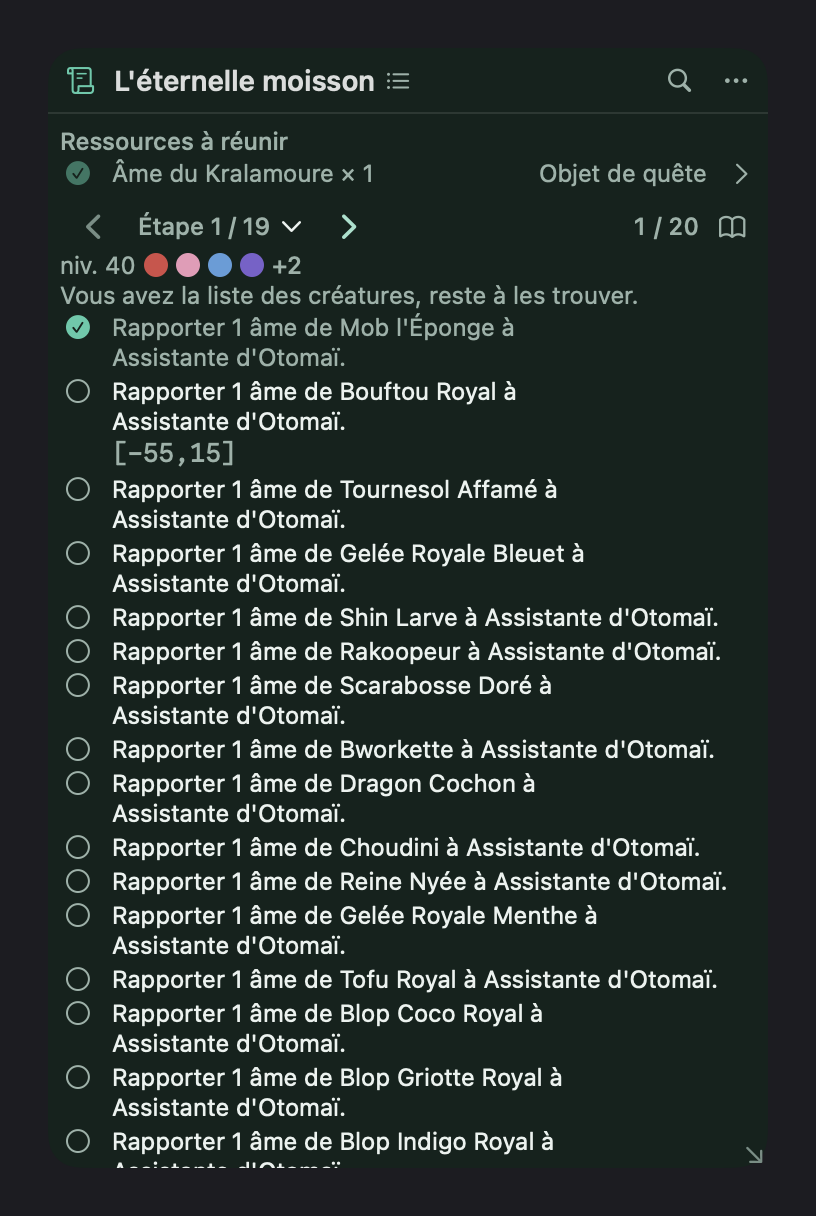 L'éternelle moisson
Ressources à réunir
Âme du Kralamoure × 1 Objet de quête
Étape 1 / 19 1 / 20
niv. 40 +2
Vous avez la liste des créatures, reste à les trouver.
Rapporter 1 âme de Mob l'Éponge à
Assistante d'Otomaï.
Rapporter 1 âme de Bouftou Royal à
Assistante d'Otomaï.
[-55,15]
Rapporter 1 âme de Tournesol Affamé à
Assistante d'Otomaï.
Rapporter 1 âme de Gelée Royale Bleuet à
Assistante d'Otomaï.
Rapporter 1 âme de Shin Larve à Assistante d'Otomaï.
Rapporter 1 âme de Rakoopeur à Assistante d'Otomaï.
Rapporter 1 âme de Scarabosse Doré à
Assistante d'Otomaï.
Rapporter 1 âme de Bworkette à Assistante d'Otomaï.
Rapporter 1 âme de Dragon Cochon à
Assistante d'Otomaï.
Rapporter 1 âme de Choudini à Assistante d'Otomaï.
Rapporter 1 âme de Reine Nyée à Assistante d'Otomaï.
Rapporter 1 âme de Gelée Royale Menthe à
Assistante d'Otomaï.
Rapporter 1 âme de Tofu Royal à Assistante d'Otomaï.
Rapporter 1 âme de Blop Coco Royal à
Assistante d'Otomaï.
Rapporter 1 âme de Blop Griotte Royal à
Assistante d'Otomaï.
Rapporter 1 âme de Blop Indigo Royal à